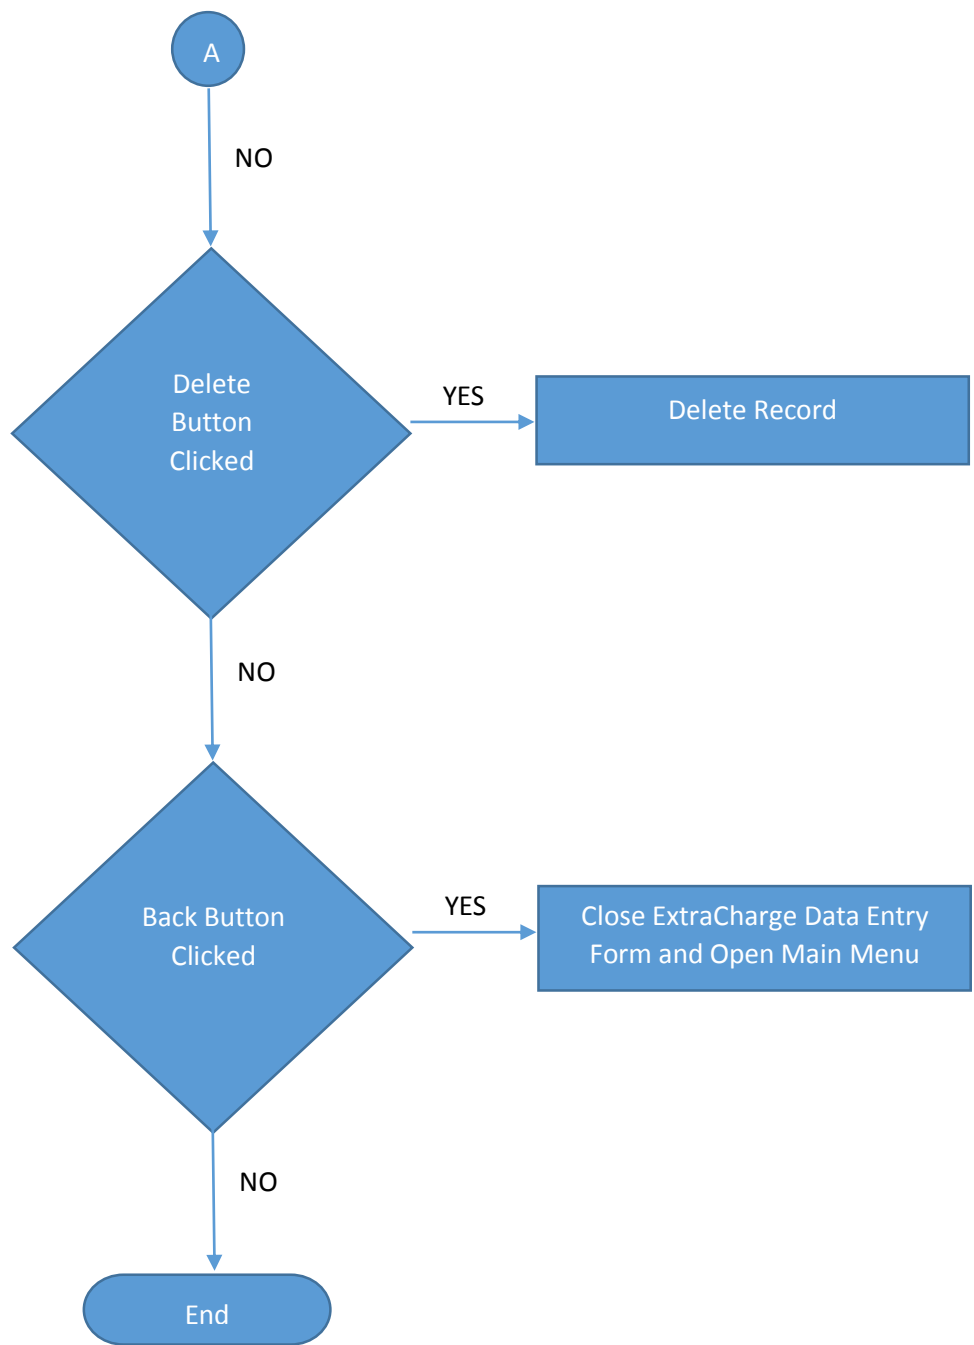 A
NO
Delete
Button
Clicked
YES
Delete Record
NO
Back Button
Clicked
YES
Close ExtraCharge Data Entry
Form and Open Main Menu
NO
End